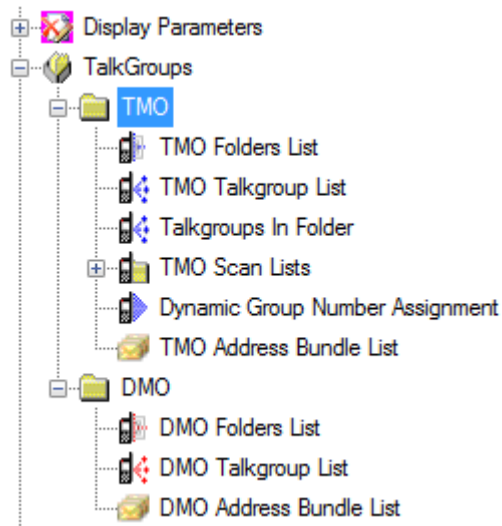 Display Parameters
TalkGroups
TMO
TMO Folders List
TMO Talkgroup List
Talkgroups In Folder
TMO Scan Lists
Dynamic Group Number Assignment
TMO Address Bundle List
DMO
DMO Folders List
DMO Talkgroup List
DMO Address Bundle List